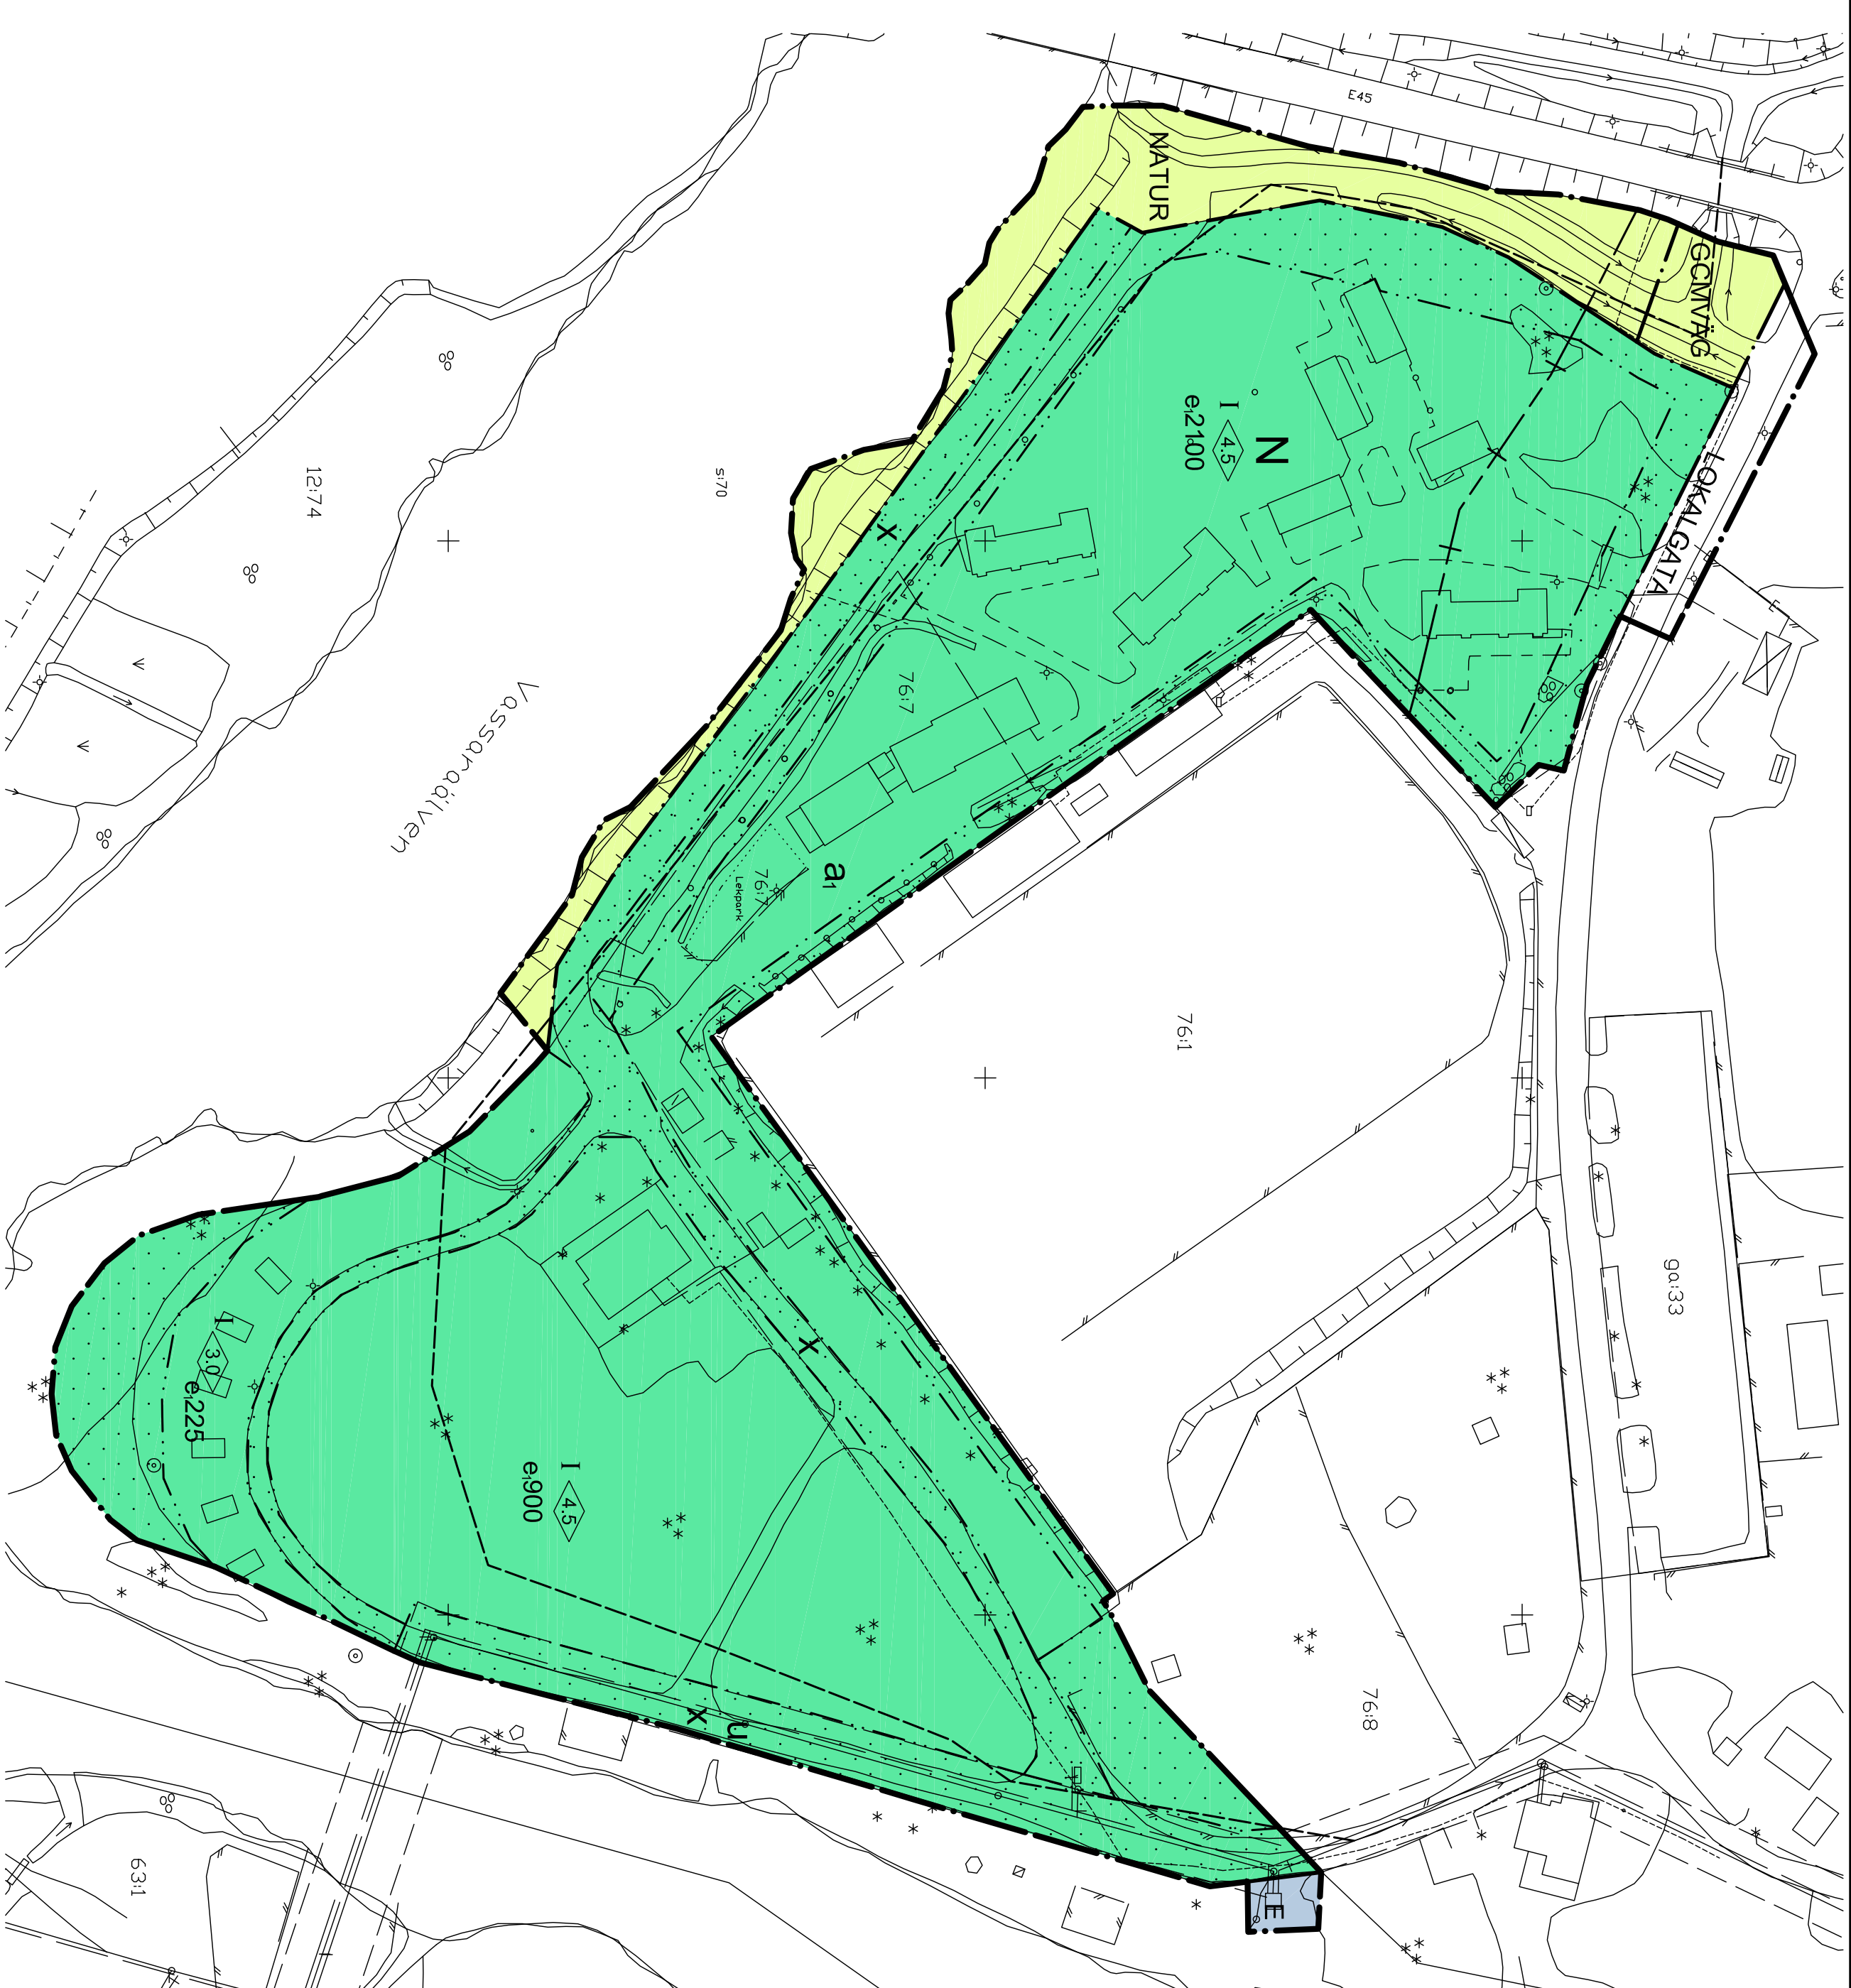 E45
NATUR
GCMVÄG
LOKALGATA
N
I
4.5
e₁2100
12:74
s:70
x
76:7
Vassaraälven
a₁
76:7
Lekpark
76:1
ga:33
x
I
3.0
e₁225
I
4.5
e₁900
76:8
x
u
63:1
E